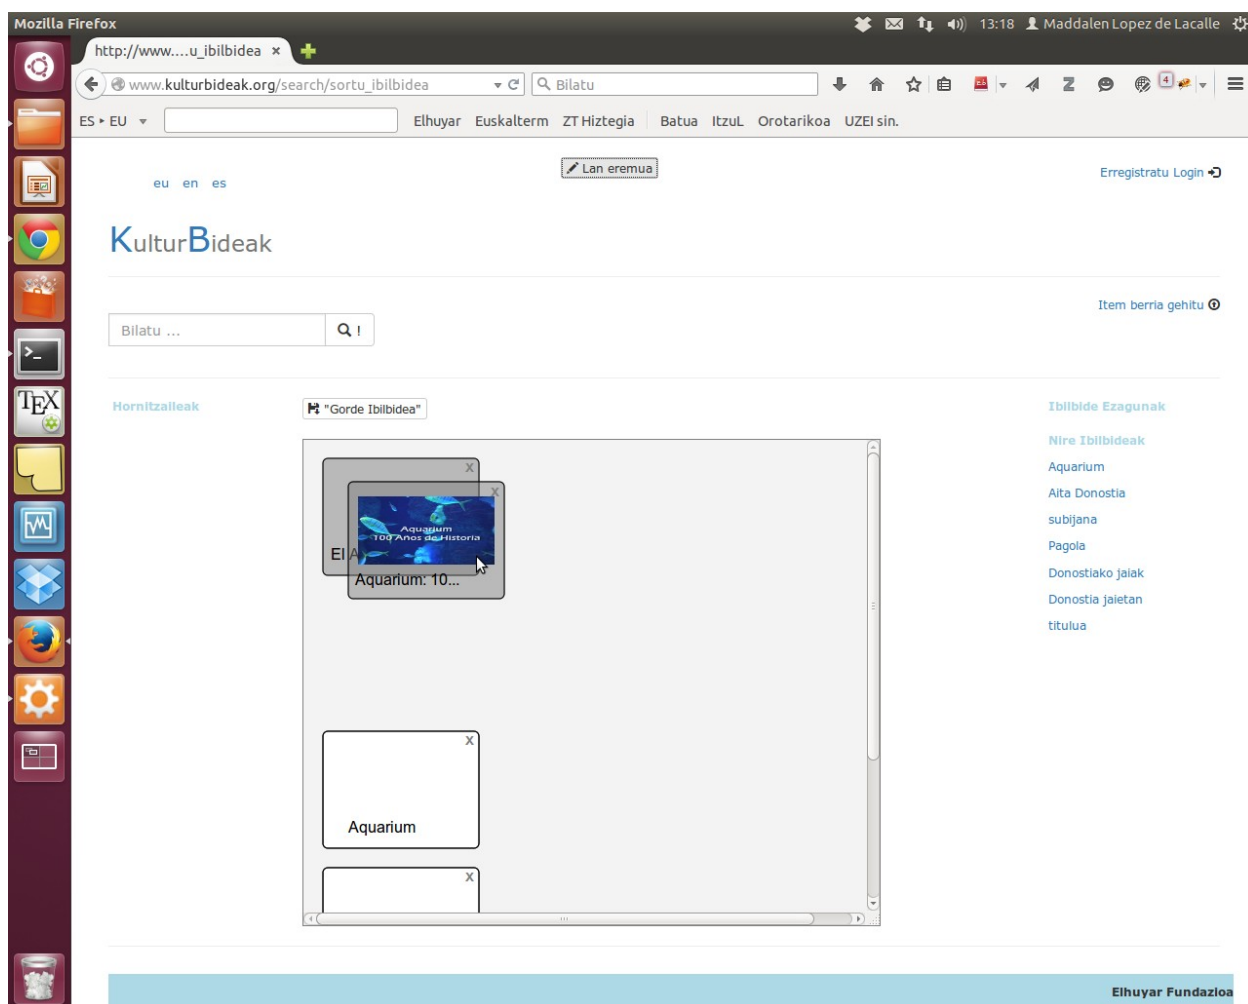 Mozilla Firefox
13:18 Maddalen Lopez de Lacalle
http://www....u_ibilbidea ×
www.kulturbideak.org/search/sortu_ibilbidea
Bilatu
4
ES ▸ EU
Elhuyar Euskalterm ZT Hiztegia Batua ItzuL Orotarikoa UZEI sin.
Lan eremua
Erregistratu Login
eu en es
KulturBideak
Item berria gehitu
Bilatu ...
!
TEX
Hornitzaileak
"Gorde Ibilbidea"
Ibilbide Ezagunak
Nire Ibilbideak
Aquarium
Aita Donostia
subijana
Pagola
Donostiako jaiak
Donostia jaietan
titulua
X
X
Aquarium
100 Años de Historia
El A
Aquarium: 10...
X
Aquarium
X
Elhuyar Fundazioa